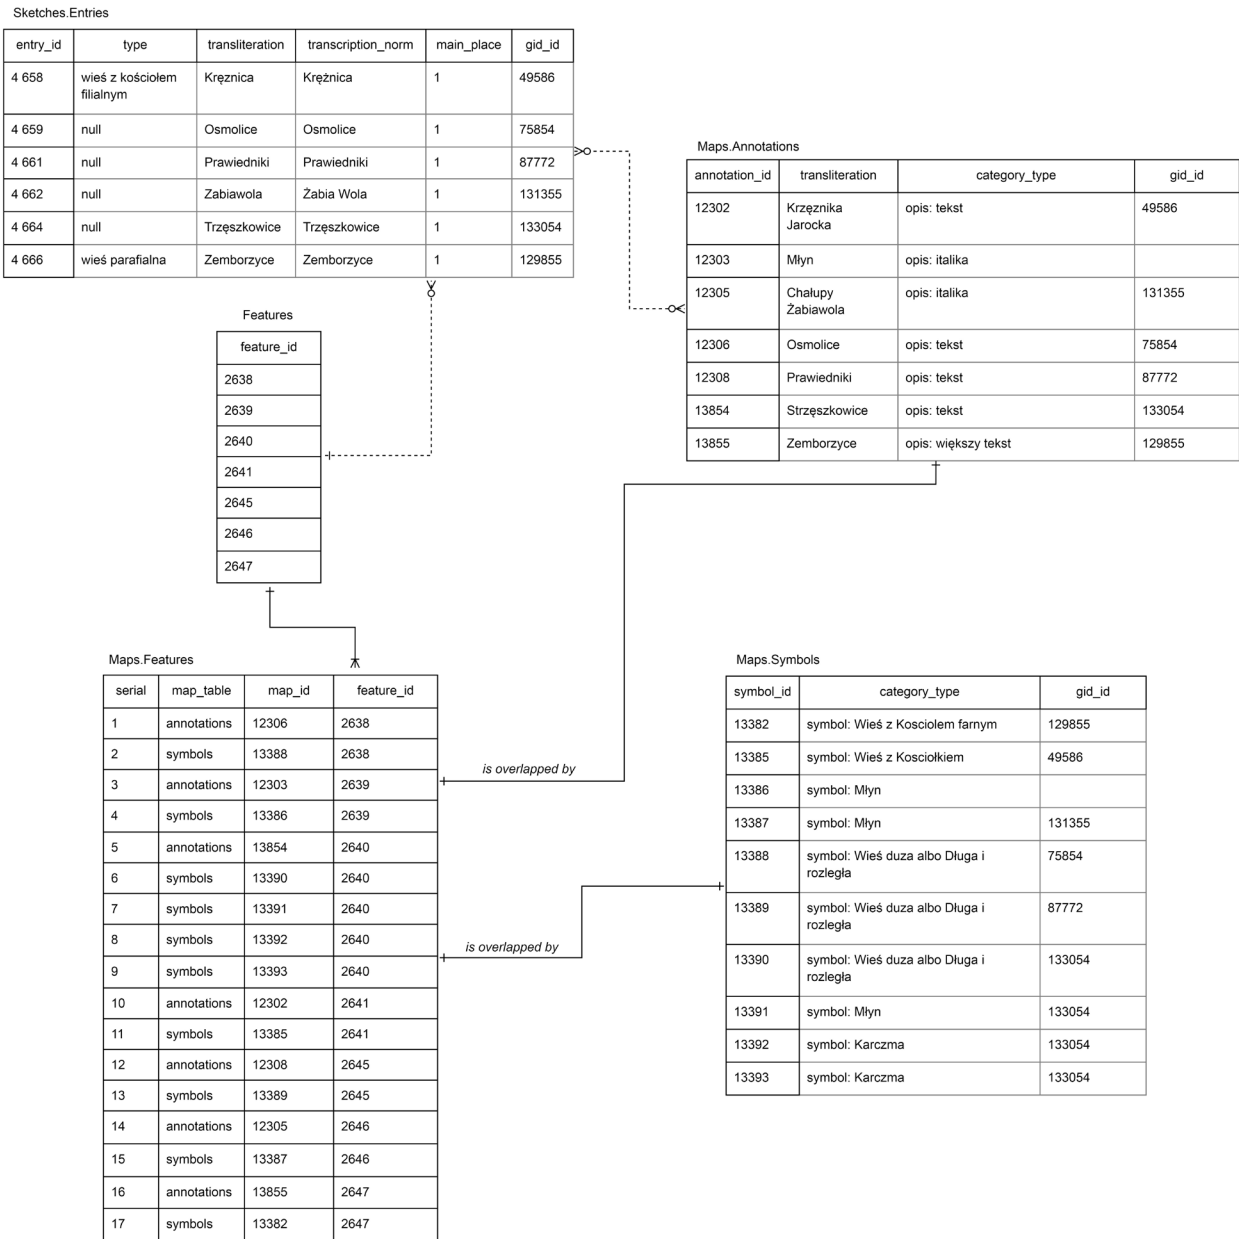 Sketches.Entries
entry_id type transliteration transcription_norm main_place gid_id
4 658 wieś z kościołem Kręznica Krężnica 1 49586
filialnym
4 659 null Osmolice Osmolice 1 75854
4 661 null Prawiedniki Prawiedniki 1 87772
4 662 null Zabiawola Żabia Wola 1 131355
4 664 null Trzęszkowice Trzęszkowice 1 133054
4 666 wieś parafialna Zemborzyce Zemborzyce 1 129855
Maps.Annotations
annotation_id transliteration category_type gid_id
12302 Krzęznika opis: tekst 49586
Jarocka
12303 Młyn opis: italika
12305 Chałupy opis: italika 131355
Żabiawola
12306 Osmolice opis: tekst 75854
12308 Prawiedniki opis: tekst 87772
13854 Strzęszkowice opis: tekst 133054
13855 Zemborzyce opis: większy tekst 129855
Features
feature_id
2638
2639
2640
2641
2645
2646
2647
Maps.Features
serial map_table map_id feature_id
1 annotations 12306 2638
2 symbols 13388 2638
3 annotations 12303 2639
4 symbols 13386 2639
5 annotations 13854 2640
6 symbols 13390 2640
7 symbols 13391 2640
8 symbols 13392 2640
9 symbols 13393 2640
10 annotations 12302 2641
11 symbols 13385 2641
12 annotations 12308 2645
13 symbols 13389 2645
14 annotations 12305 2646
15 symbols 13387 2646
16 annotations 13855 2647
17 symbols 13382 2647
is overlapped by
is overlapped by
Maps.Symbols
symbol_id category_type gid_id
13382 symbol: Wieś z Kosciolem farnym 129855
13385 symbol: Wieś z Kosciołkiem 49586
13386 symbol: Młyn
13387 symbol: Młyn 131355
13388 symbol: Wieś duza albo Długa i 75854
rozległa
13389 symbol: Wieś duza albo Długa i 87772
rozległa
13390 symbol: Wieś duza albo Długa i 133054
rozległa
13391 symbol: Młyn 133054
13392 symbol: Karczma 133054
13393 symbol: Karczma 133054